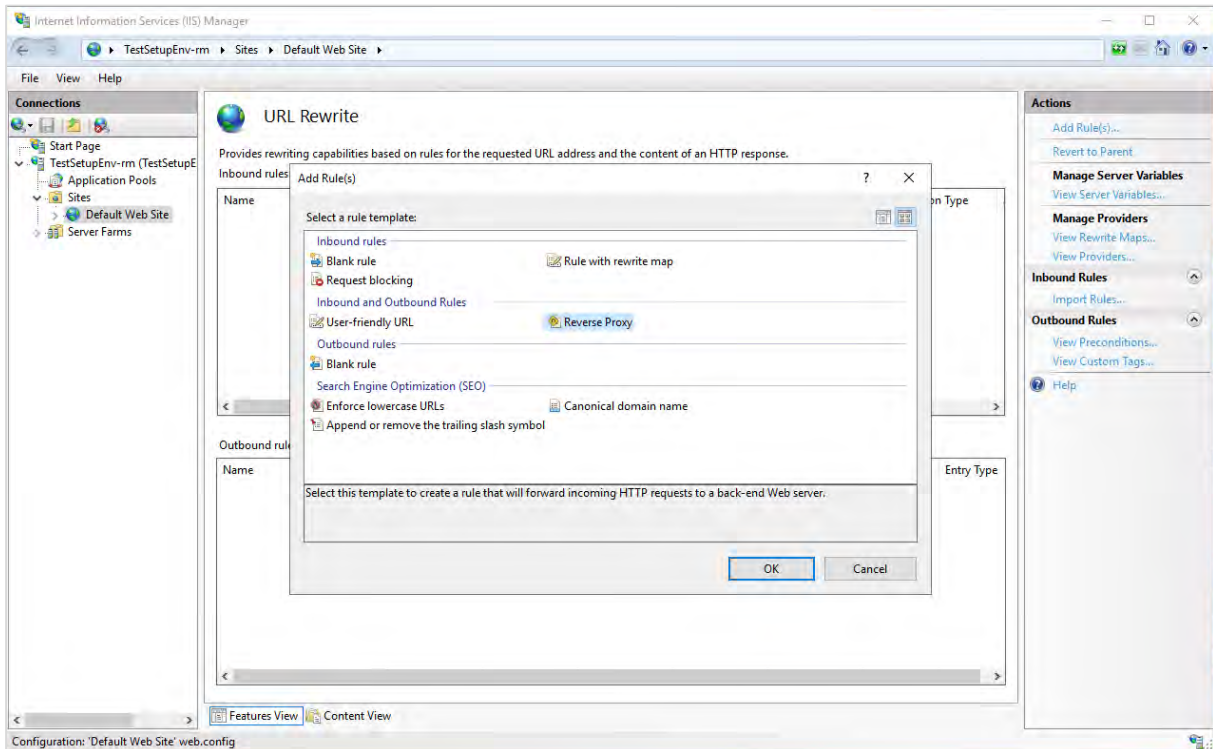 Internet Information Services (IIS) Manager
TestSetupEnv-rm Sites Default Web Site
File View Help
Connections
Start Page
TestSetupEnv-rm (TestSetupE
Application Pools
Sites
Default Web Site
Server Farms
URL Rewrite
Provides rewriting capabilities based on rules for the requested URL address and the content of an HTTP response.
Inbound rules
Name
on Type
Add Rule(s)
?
Select a rule template:
Inbound rules
Blank rule Rule with rewrite map
Request blocking
Inbound and Outbound Rules
User-friendly URL Reverse Proxy
Outbound rules
Blank rule
Search Engine Optimization (SEO)
Enforce lowercase URLs Canonical domain name
Append or remove the trailing slash symbol
Select this template to create a rule that will forward incoming HTTP requests to a back-end Web server.
OK Cancel
Outbound rule
Name
Entry Type
Features View Content View
Actions
Add Rule(s)...
Revert to Parent
Manage Server Variables
View Server Variables...
Manage Providers
View Rewrite Maps...
View Providers...
Inbound Rules
Import Rules...
Outbound Rules
View Preconditions...
View Custom Tags...
Help
Configuration: 'Default Web Site' web.config